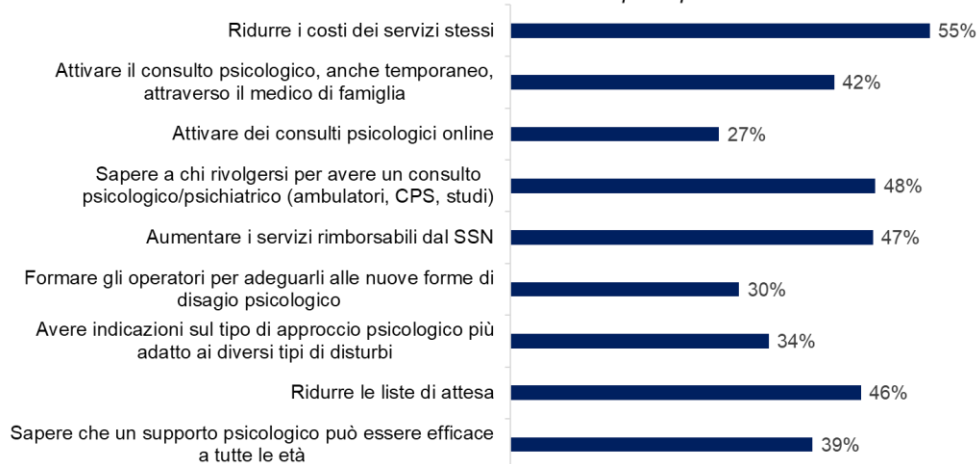 Ridurre i costi dei servizi stessi
55%
Attivare il consulto psicologico, anche temporaneo,
attraverso il medico di famiglia
42%
Attivare dei consulti psicologici online
27%
Sapere a chi rivolgersi per avere un consulto
psicologico/psichiatrico (ambulatori, CPS, studi)
48%
Aumentare i servizi rimborsabili dal SSN
47%
Formare gli operatori per adeguarli alle nuove forme di
disagio psicologico
30%
Avere indicazioni sul tipo di approccio psicologico più
adatto ai diversi tipi di disturbi
34%
Ridurre le liste di attesa
46%
Sapere che un supporto psicologico può essere efficace
a tutte le età
39%